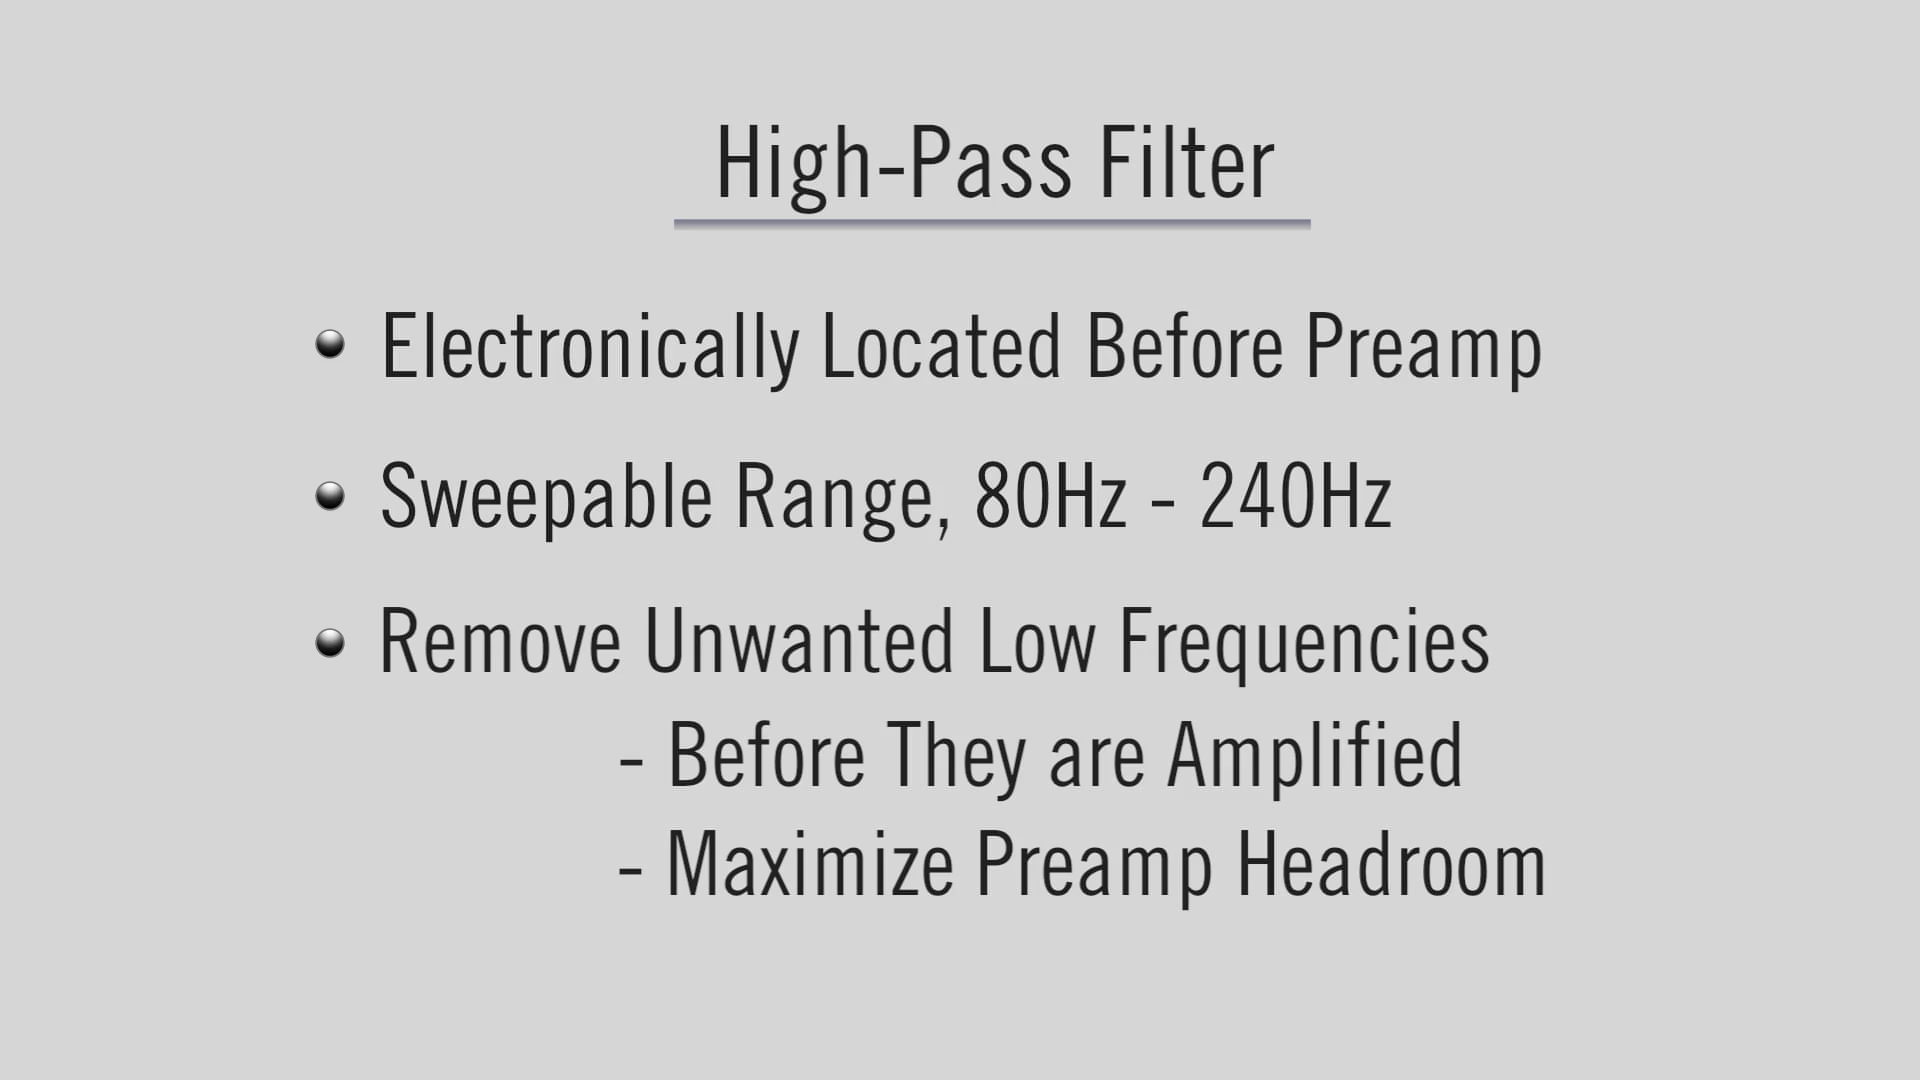 High-Pass Filter
Electronically Located Before Preamp
Sweepable Range, 80Hz - 240Hz
Remove Unwanted Low Frequencies
- Before They are Amplified
- Maximize Preamp Headroom